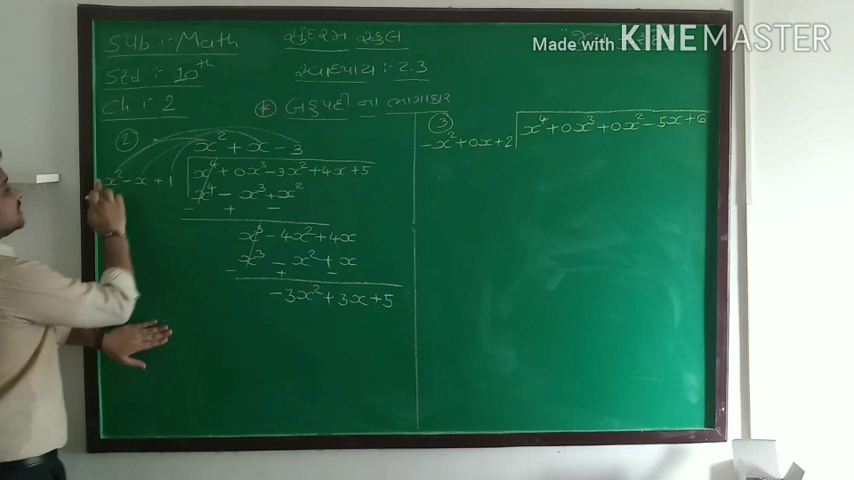 Sub :- Math
Std :- 10th
Ch :- 2
સુંદરમ સ્કુલ
સ્વાધ્યાય :- 2.3
બહુપદી ના ભાગાકાર
Made with KINEMASTER
②
x² + x - 3
x² - x + 1
x⁴ + 0x³ - 3x² + 4x + 5
x⁴ - x³ + x²
- + -
x³ - 4x² + 4x
x³ - x² + x
- + -
-3x² + 3x + 5
③
-x² + 0x + 2
x⁴ + 0x³ + 0x² - 5x + 6